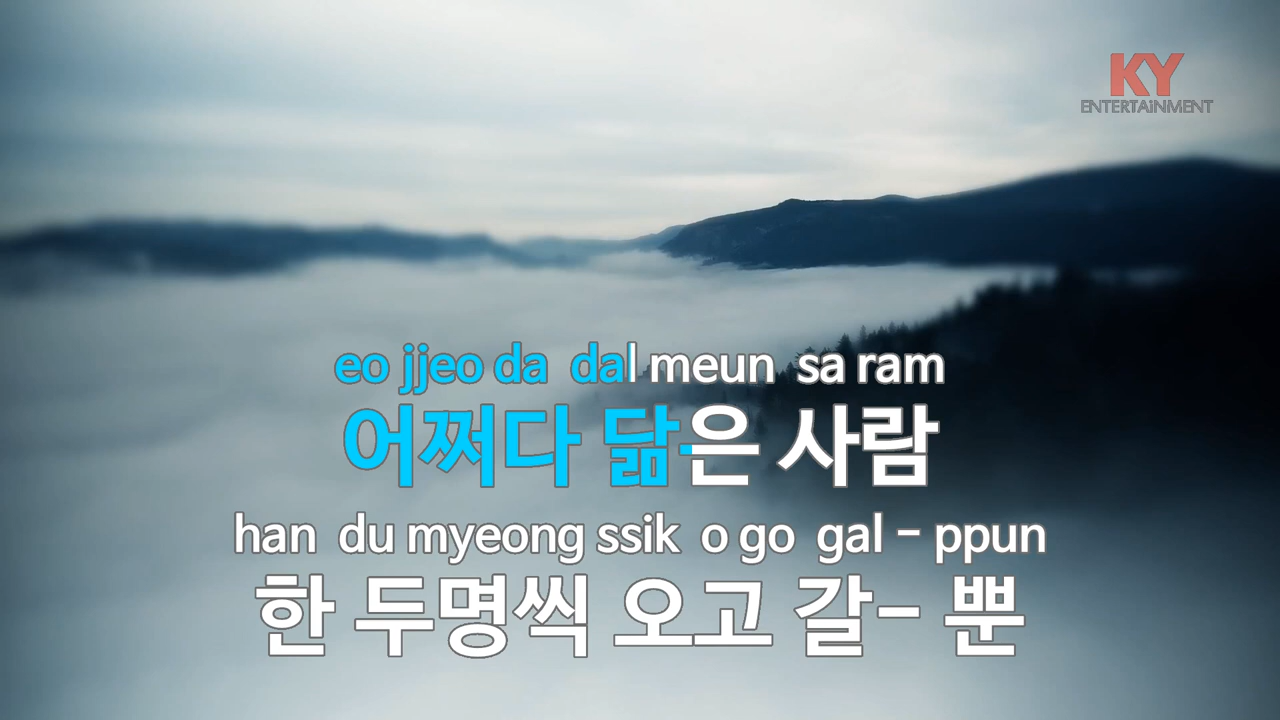 KY
ENTERTAiNMENT
eo jjeo da dal meun sa ram
어쩌다 닮은 사람
han du myeong ssik o go gal - ppun
한 두명씩 오고 갈- 뿐